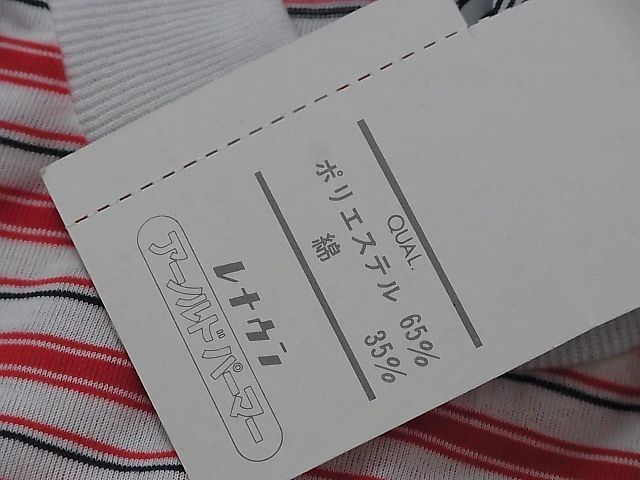 QUAL.
ポリエステル 65%
綿 35%
レナウン
アーノルドパーマー